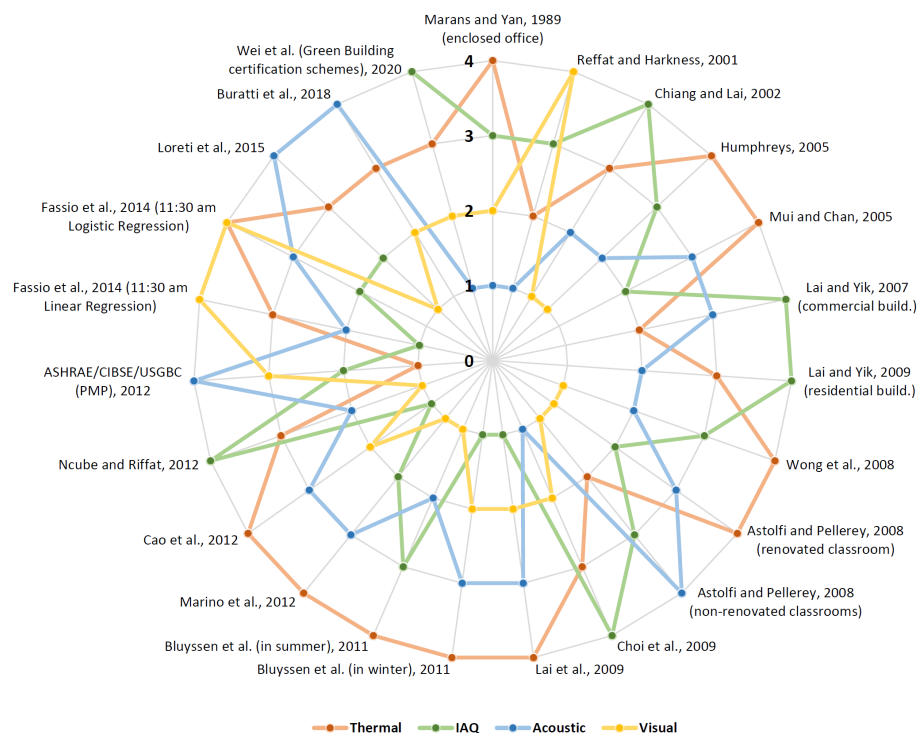 Marans and Yan, 1989
(enclosed office)
Wei et al. (Green Building
certification schemes), 2020
Reffat and Harkness, 2001
Buratti et al., 2018
Chiang and Lai, 2002
Loreti et al., 2015
Humphreys, 2005
Fassio et al., 2014 (11:30 am
Logistic Regression)
Mui and Chan, 2005
Fassio et al., 2014 (11:30 am
Linear Regression)
Lai and Yik, 2007
(commercial build.)
ASHRAE/CIBSE/USGBC
(PMP), 2012
Lai and Yik, 2009
(residential build.)
Ncube and Riffat, 2012
Wong et al., 2008
Cao et al., 2012
Astolfi and Pellerey, 2008
(renovated classroom)
Marino et al., 2012
Astolfi and Pellerey, 2008
(non-renovated classrooms)
Bluyssen et al. (in summer), 2011
Choi et al., 2009
Bluyssen et al. (in winter), 2011
Lai et al., 2009
4
3
2
1
0
Thermal IAQ Acoustic Visual